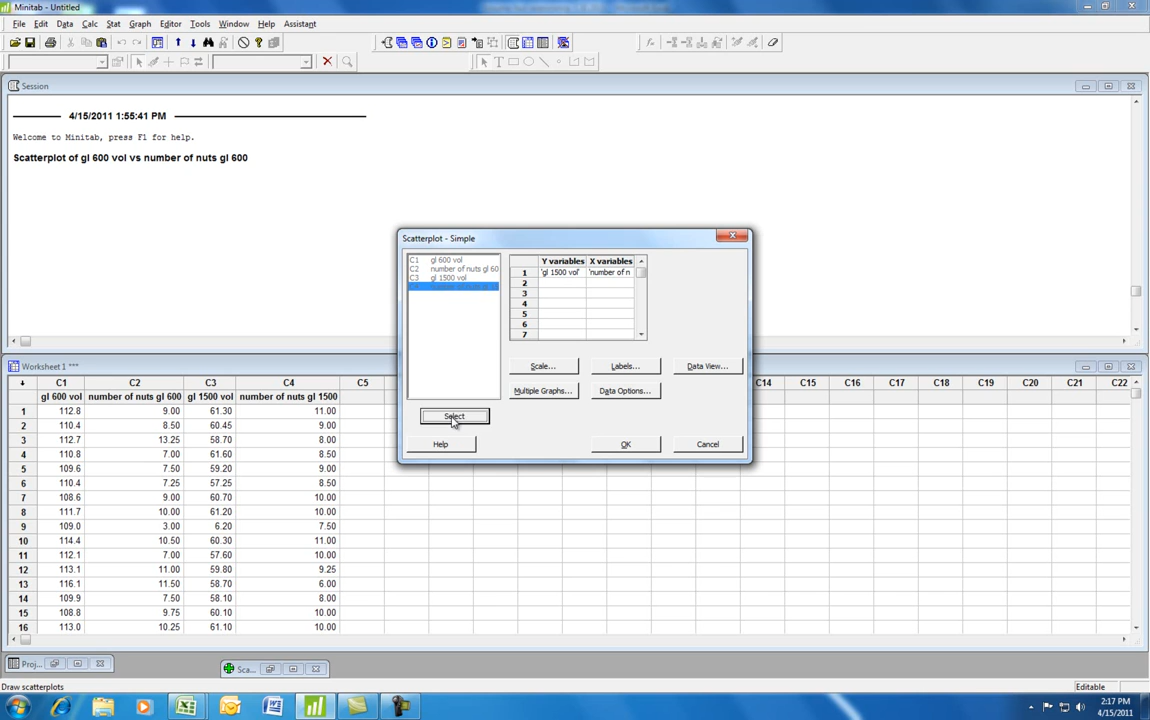 Minitab - Untitled
File Edit Data Calc Stat Graph Editor Tools Window Help Assistant
Session
4/15/2011 1:55:41 PM
Welcome to Minitab, press F1 for help.
Scatterplot of gl 600 vol vs number of nuts gl 600
Scatterplot - Simple
C1 gl 600 vol
C2 number of nuts gl 60
C3 gl 1500 vol
Y variables X variables
1 'gl 1500 vol' 'number of n
2
3
4
5
6
7
Scale... Labels... Data View...
Multiple Graphs... Data Options...
Select
Help OK Cancel
Worksheet 1 ***
C1 C2 C3 C4 C5 C14 C15 C16 C17 C18 C19 C20 C21 C22
gl 600 vol number of nuts gl 600 gl 1500 vol number of nuts gl 1500
1 112.8 9.00 61.30 11.00
2 110.4 8.50 60.45 9.00
3 112.7 13.25 58.70 8.00
4 110.8 7.00 61.60 8.50
5 109.6 7.50 59.20 9.00
6 110.4 7.25 57.25 8.50
7 108.6 9.00 60.70 10.00
8 111.7 10.00 61.20 10.00
9 109.0 3.00 6.20 7.50
10 114.4 10.50 60.30 11.00
11 112.1 7.00 57.60 10.00
12 113.1 11.00 59.80 9.25
13 116.1 11.50 58.70 6.00
14 109.9 7.50 58.10 8.00
15 108.8 9.75 60.10 10.00
16 113.0 10.25 61.10 10.00
Proj... Sca...
Draw scatterplots Editable
2:17 PM
4/15/2011